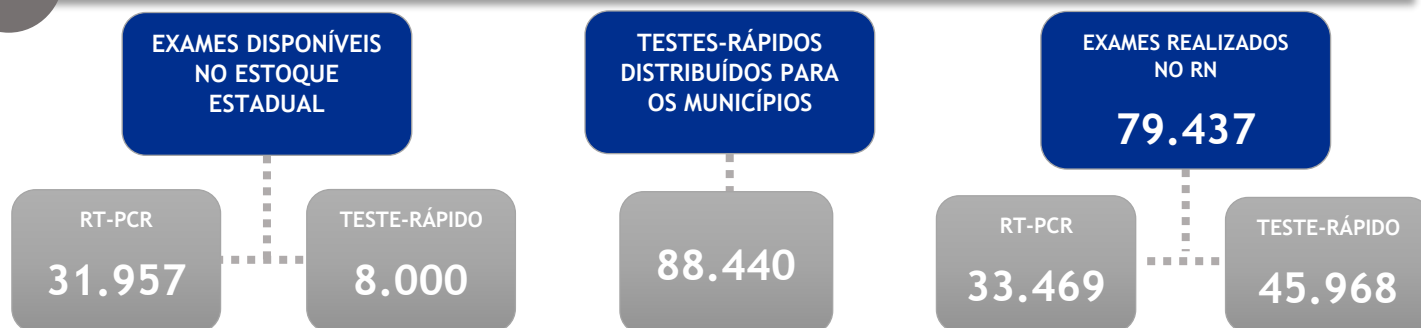 EXAMES DISPONÍVEIS
NO ESTOQUE
ESTADUAL
RT-PCR
31.957
TESTE-RÁPIDO
8.000
TESTES-RÁPIDOS
DISTRIBUÍDOS PARA
OS MUNICÍPIOS
88.440
EXAMES REALIZADOS
NO RN
79.437
RT-PCR
33.469
TESTE-RÁPIDO
45.968